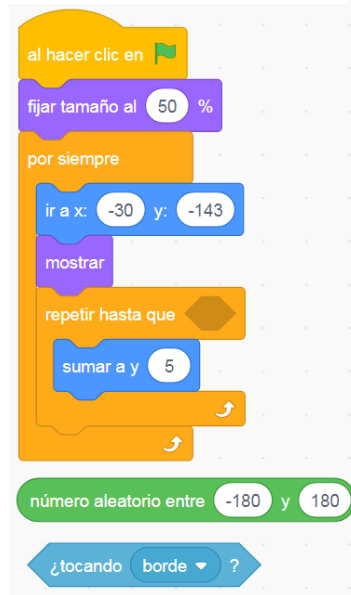 al hacer clic en
fijar tamaño al 50 %
por siempre
ir a x: -30 y: -143
mostrar
repetir hasta que
sumar a y 5
número aleatorio entre -180 y 180
¿tocando borde ?